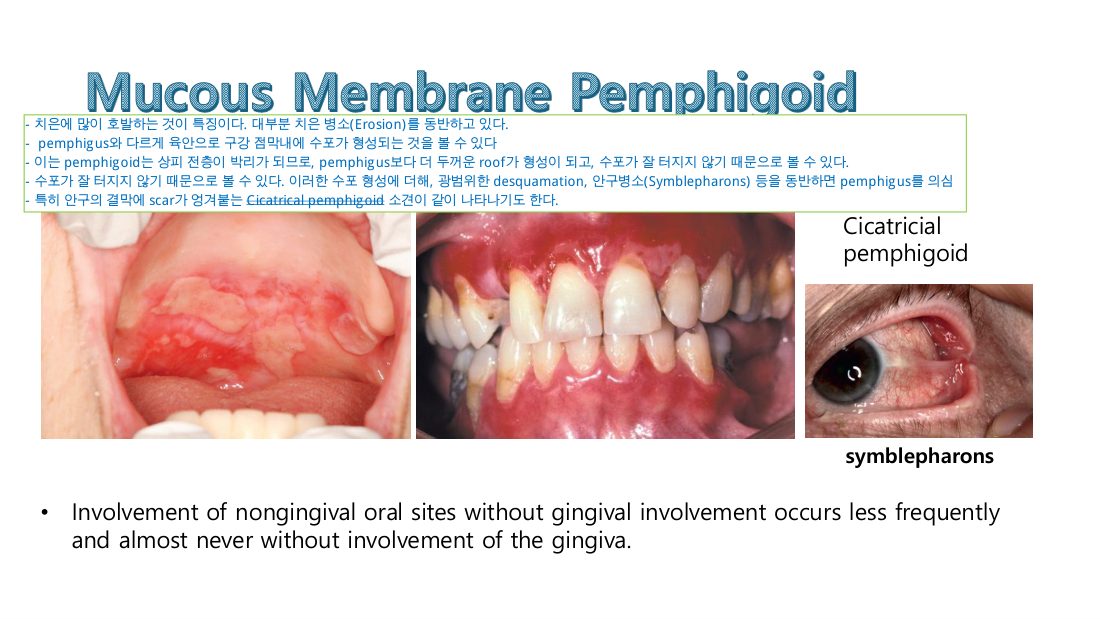 Mucous Membrane Pemphigoid
- 치은에 많이 호발하는 것이 특징이다. 대부분 치은 병소(Erosion)를 동반하고 있다.
- pemphigus와 다르게 육안으로 구강 점막내에 수포가 형성되는 것을 볼 수 있다
- 이는 pemphigoid는 상피 전층이 박리가 되므로, pemphigus보다 더 두꺼운 roof가 형성이 되고, 수포가 잘 터지지 않기 때문으로 볼 수 있다.
- 수포가 잘 터지지 않기 때문으로 볼 수 있다. 이러한 수포 형성에 더해, 광범위한 desquamation, 안구병소(Symblepharons) 등을 동반하면 pemphigus를 의심
- 특히 안구의 결막에 scar가 엉겨붙는 Cicatrical pemphigoid 소견이 같이 나타나기도 한다.
Cicatricial
pemphigoid
symblepharons
• Involvement of nongingival oral sites without gingival involvement occurs less frequently
and almost never without involvement of the gingiva.